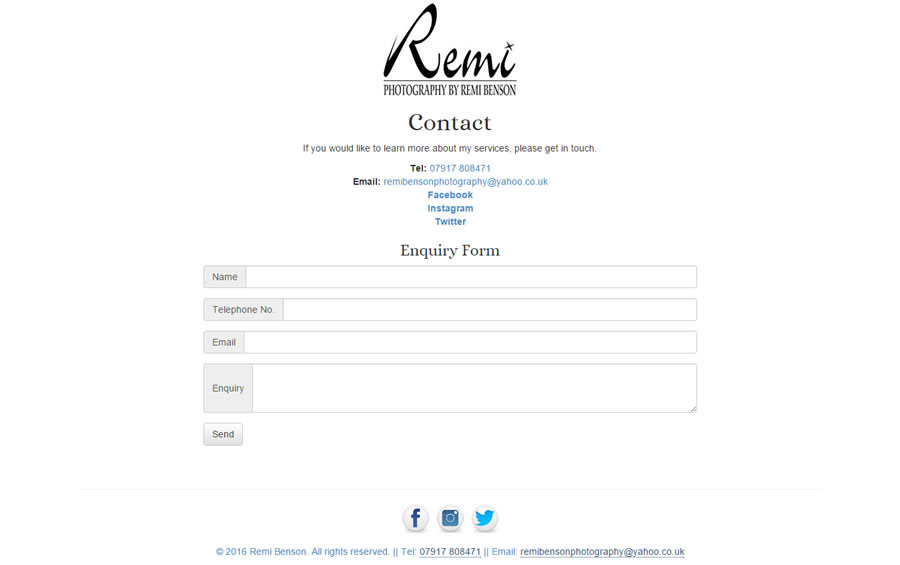 Remi
PHOTOGRAPHY BY REMI BENSON
Contact
If you would like to learn more about my services, please get in touch.
Tel: 07917 808471
Email: remibensonphotography@yahoo.co.uk
Facebook
Instagram
Twitter
Enquiry Form
Name
Telephone No.
Email
Enquiry
Send
© 2016 Remi Benson. All rights reserved. || Tel: 07917 808471 || Email: remibensonphotography@yahoo.co.uk